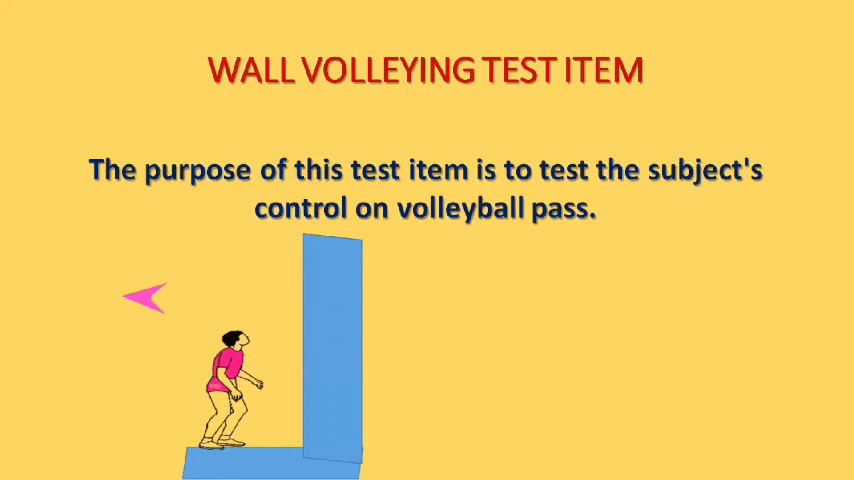 WALL VOLLEYING TEST ITEM
The purpose of this test item is to test the subject's
control on volleyball pass.